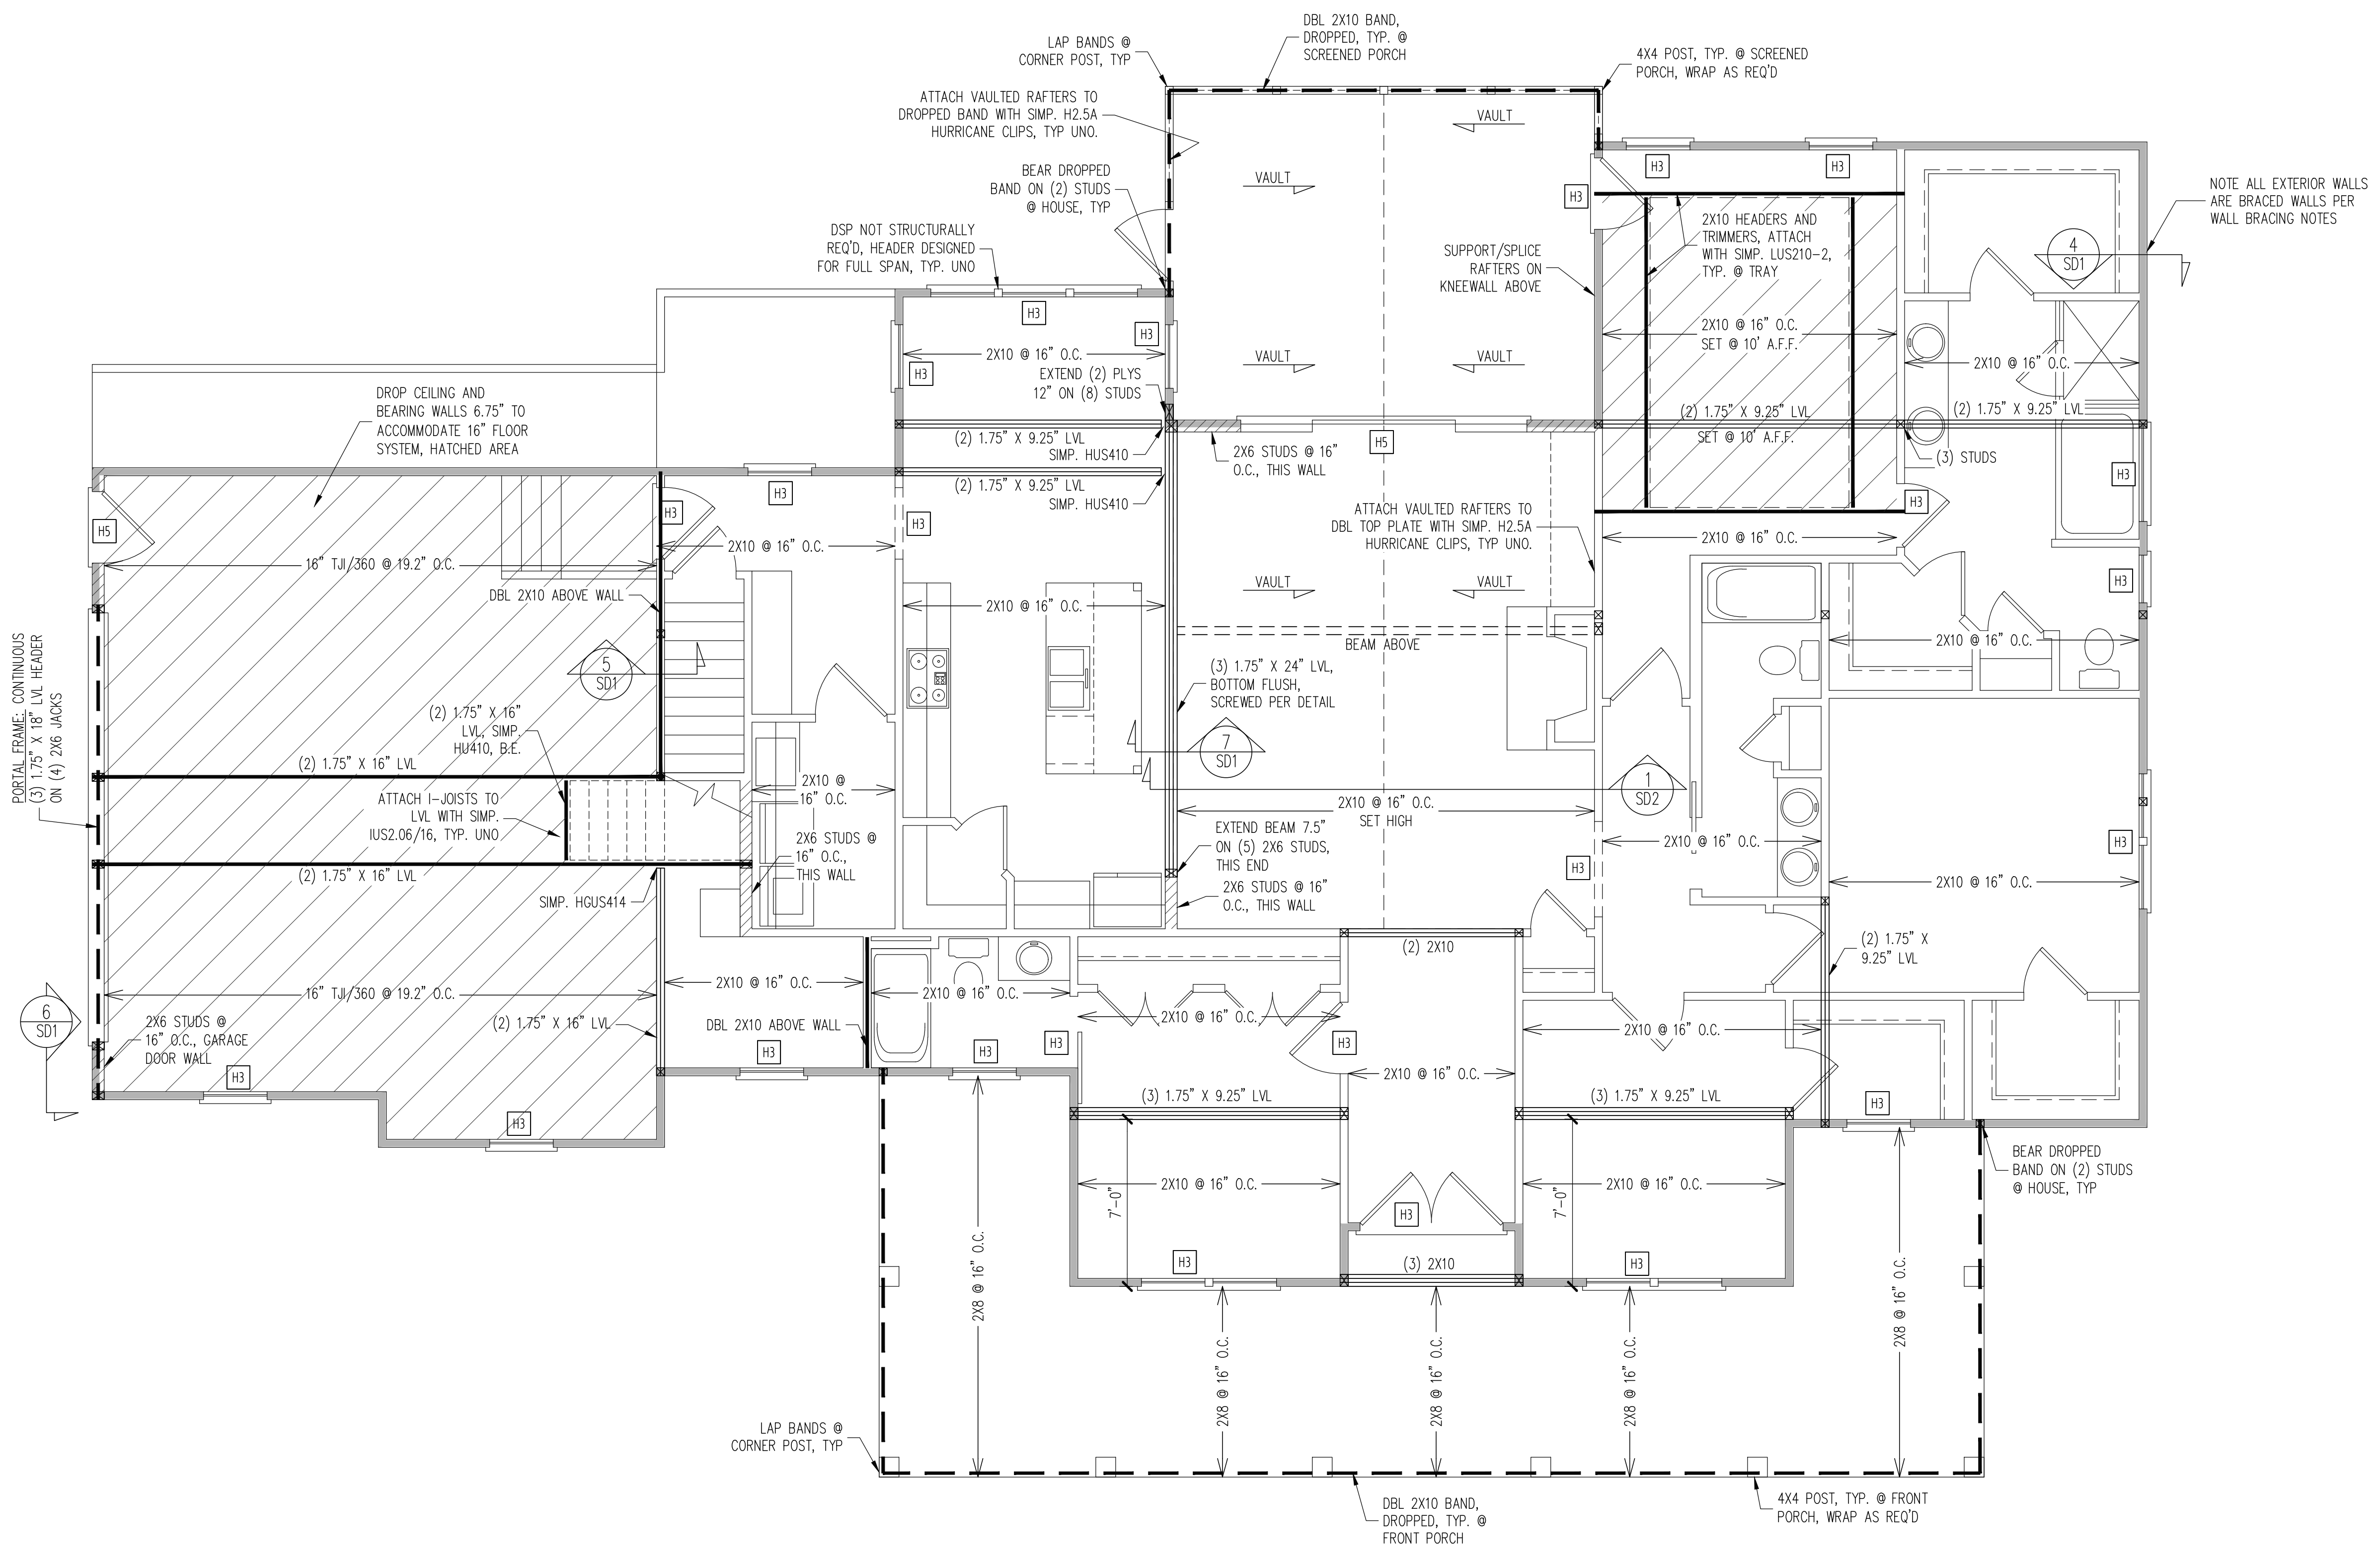 DBL 2X10 BAND,
DROPPED, TYP. @
SCREENED PORCH
LAP BANDS @
CORNER POST, TYP
4X4 POST, TYP. @ SCREENED
PORCH, WRAP AS REQ'D
ATTACH VAULTED RAFTERS TO
DROPPED BAND WITH SIMP. H2.5A
HURRICANE CLIPS, TYP UNO.
VAULT
BEAR DROPPED
BAND ON (2) STUDS
@ HOUSE, TYP
VAULT
H3
H3
H3
NOTE ALL EXTERIOR WALLS
ARE BRACED WALLS PER
WALL BRACING NOTES
DSP NOT STRUCTURALLY
REQ'D, HEADER DESIGNED
FOR FULL SPAN, TYP. UNO
2X10 HEADERS AND
TRIMMERS, ATTACH
WITH SIMP. LUS210-2,
TYP. @ TRAY
4
SD1
SUPPORT/SPLICE
RAFTERS ON
KNEEWALL ABOVE
H3
H3
H3
2X10 @ 16" O.C.
2X10 @ 16" O.C.
SET @ 10' A.F.F.
VAULT
VAULT
2X10 @ 16" O.C.
EXTEND (2) PLYS
12" ON (8) STUDS
DROP CEILING AND
BEARING WALLS 6.75" TO
ACCOMMODATE 16" FLOOR
SYSTEM, HATCHED AREA
(2) 1.75" X 9.25" LVL
SIMP. HUS410
(2) 1.75" X 9.25" LVL
SIMP. HUS410
2X6 STUDS @ 16"
O.C., THIS WALL
H5
(2) 1.75" X 9.25" LVL
SET @ 10' A.F.F.
(2) 1.75" X 9.25" LVL
(3) STUDS
H3
H3
H3
H3
H3
H5
H3
ATTACH VAULTED RAFTERS TO
DBL TOP PLATE WITH SIMP. H2.5A
HURRICANE CLIPS, TYP UNO.
2X10 @ 16" O.C.
2X10 @ 16" O.C.
16" TJI/360 @ 19.2" O.C.
VAULT
VAULT
DBL 2X10 ABOVE WALL
2X10 @ 16" O.C.
2X10 @ 16" O.C.
BEAM ABOVE
5
SD1
(3) 1.75" X 24" LVL,
BOTTOM FLUSH,
SCREWED PER DETAIL
PORTAL FRAME: CONTINUOUS
(3) 1.75" X 18" LVL HEADER
ON (4) 2X6 JACKS
(2) 1.75" X 16"
LVL, SIMP.
HU410, B.E.
7
SD1
(2) 1.75" X 16" LVL
1
SD2
ATTACH I-JOISTS TO
LVL WITH SIMP.
IUS2.06/16, TYP. UNO
2X10 @
16" O.C.
2X10 @ 16" O.C.
SET HIGH
2X6 STUDS @
16" O.C.,
THIS WALL
EXTEND BEAM 7.5"
ON (5) 2X6 STUDS,
THIS END
2X10 @ 16" O.C.
H3
H3
(2) 1.75" X 16" LVL
2X10 @ 16" O.C.
SIMP. HGUS414
2X6 STUDS @ 16"
O.C., THIS WALL
(2) 2X10
(2) 1.75" X
9.25" LVL
16" TJI/360 @ 19.2" O.C.
2X10 @ 16" O.C.
2X10 @ 16" O.C.
2X10 @ 16" O.C.
2X10 @ 16" O.C.
6
SD1
2X6 STUDS @
16" O.C., GARAGE
DOOR WALL
(2) 1.75" X 16" LVL
DBL 2X10 ABOVE WALL
H3
H3
H3
H3
2X10 @ 16" O.C.
H3
H3
(3) 1.75" X 9.25" LVL
(3) 1.75" X 9.25" LVL
H3
BEAR DROPPED
BAND ON (2) STUDS
@ HOUSE, TYP
7'-0"
2X10 @ 16" O.C.
7'-0"
2X10 @ 16" O.C.
H3
H3
(3) 2X10
H3
2X8 @ 16" O.C.
2X8 @ 16" O.C.
2X8 @ 16" O.C.
2X8 @ 16" O.C.
2X8 @ 16" O.C.
LAP BANDS @
CORNER POST, TYP
DBL 2X10 BAND,
DROPPED, TYP. @
FRONT PORCH
4X4 POST, TYP. @ FRONT
PORCH, WRAP AS REQ'D